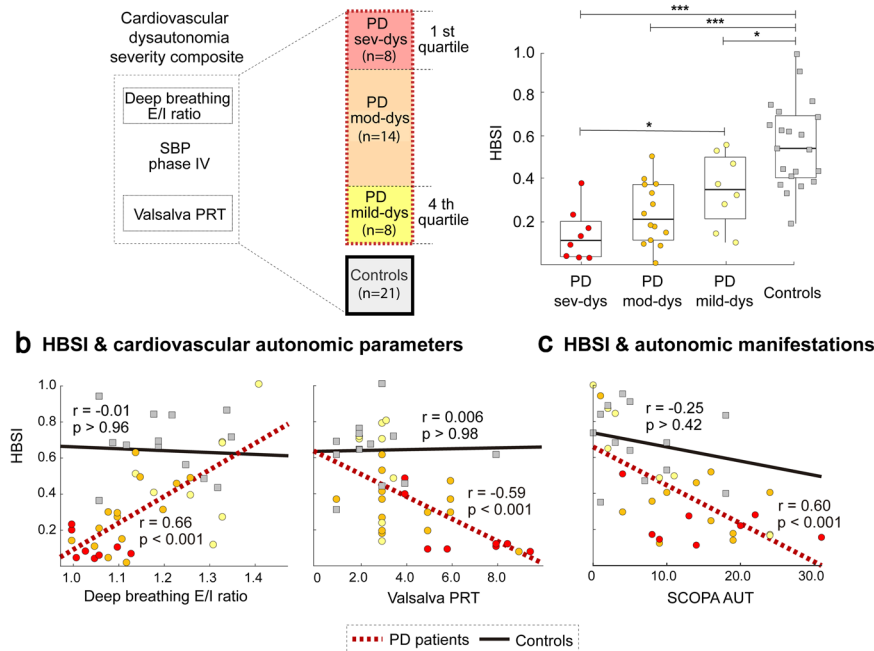 Cardiovascular
dysautonomia
severity composite
Deep breathing
E/I ratio
SBP
phase IV
Valsalva PRT
PD
sev-dys
(n=8)
PD
mod-dys
(n=14)
PD
mild-dys
(n=8)
Controls
(n=21)
1 st
quartile
4 th
quartile
***
***
*
*
HBSI
1.0
0.8
0.6
0.4
0.2
PD
sev-dys
PD
mod-dys
PD
mild-dys
Controls
b HBSI & cardiovascular autonomic parameters
HBSI
1.0
0.8
0.6
0.4
0.2
r = -0.01
p > 0.96
r = 0.66
p < 0.001
1.0 1.1 1.2 1.3 1.4
Deep breathing E/I ratio
r = 0.006
p > 0.98
r = -0.59
p < 0.001
0 2.0 4.0 6.0 8.0
Valsalva PRT
c HBSI & autonomic manifestations
r = -0.25
p > 0.42
r = 0.60
p < 0.001
0 10.0 20.0 30.0
SCOPA AUT
PD patients Controls